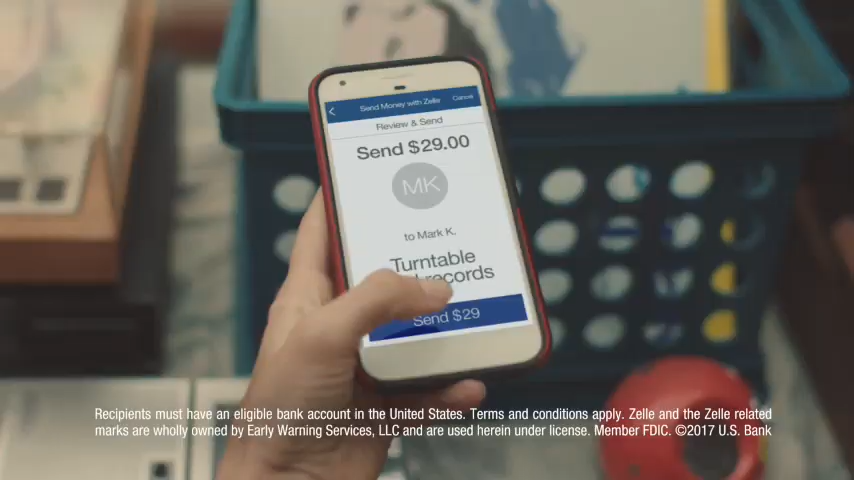 Send Money with Zelle Cancel
Review & Send
Send $29.00
MK
to Mark K.
Turntable
records
Send $29
Recipients must have an eligible bank account in the United States. Terms and conditions apply. Zelle and the Zelle related
marks are wholly owned by Early Warning Services, LLC and are used herein under license. Member FDIC. ©2017 U.S. Bank